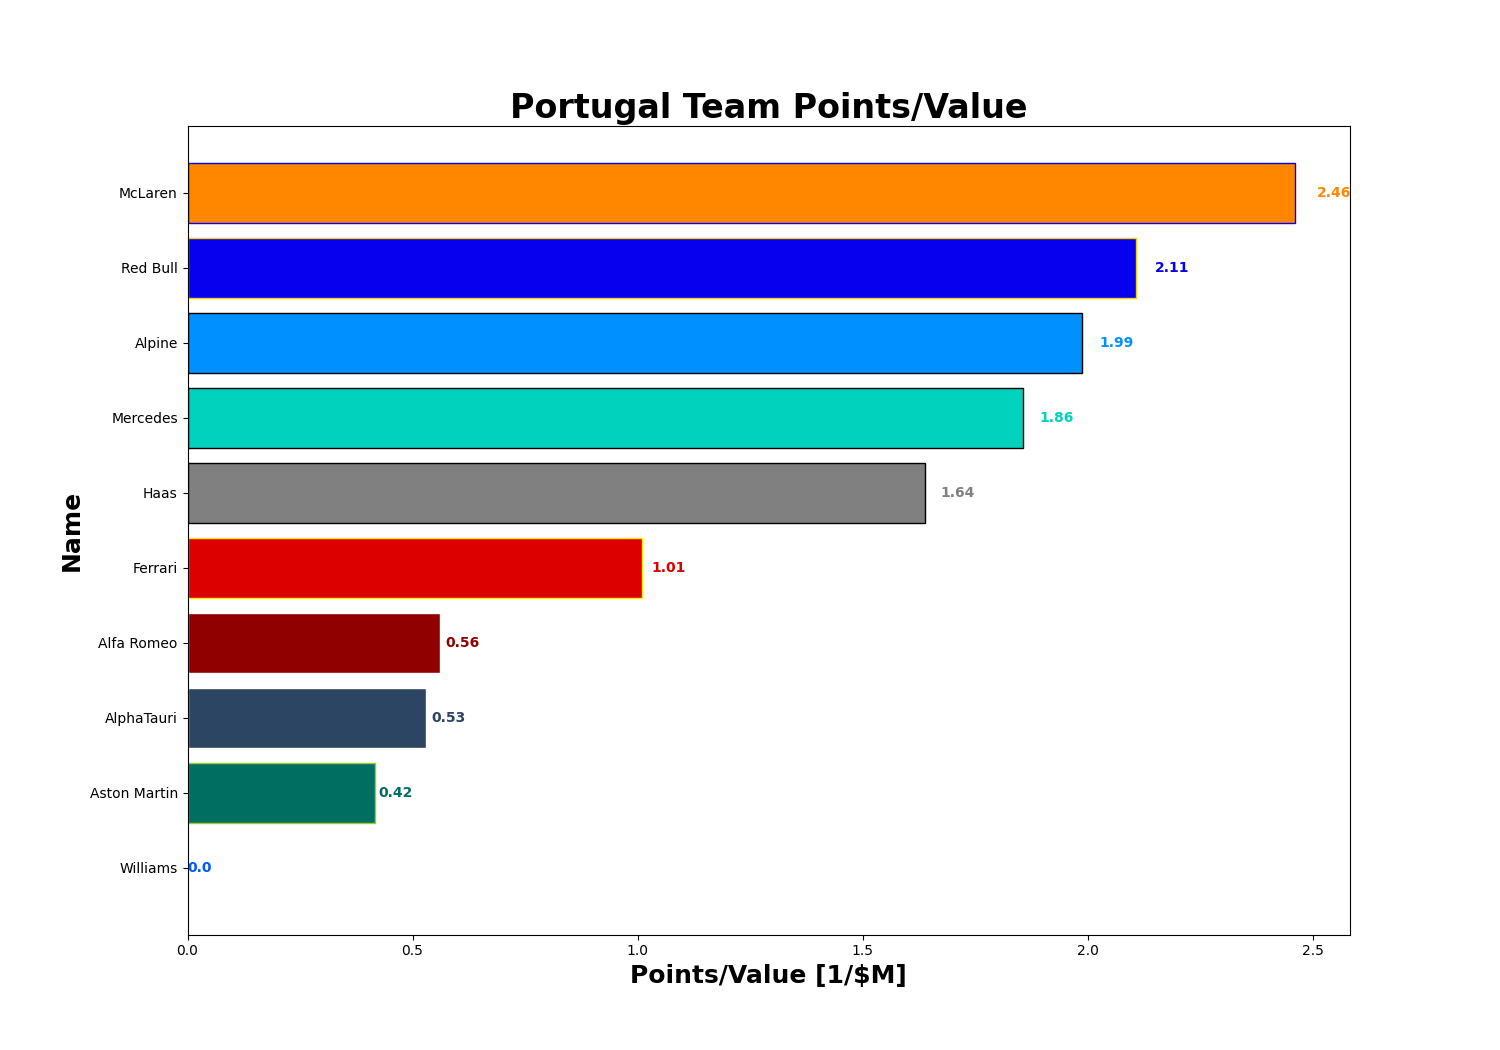 Portugal Team Points/Value
McLaren 2.46
Red Bull 2.11
Alpine 1.99
Mercedes 1.86
Haas 1.64
Name
Ferrari 1.01
Alfa Romeo 0.56
AlphaTauri 0.53
Aston Martin 0.42
Williams 0.0
0.0 0.5 1.0 1.5 2.0 2.5
Points/Value [1/$M]